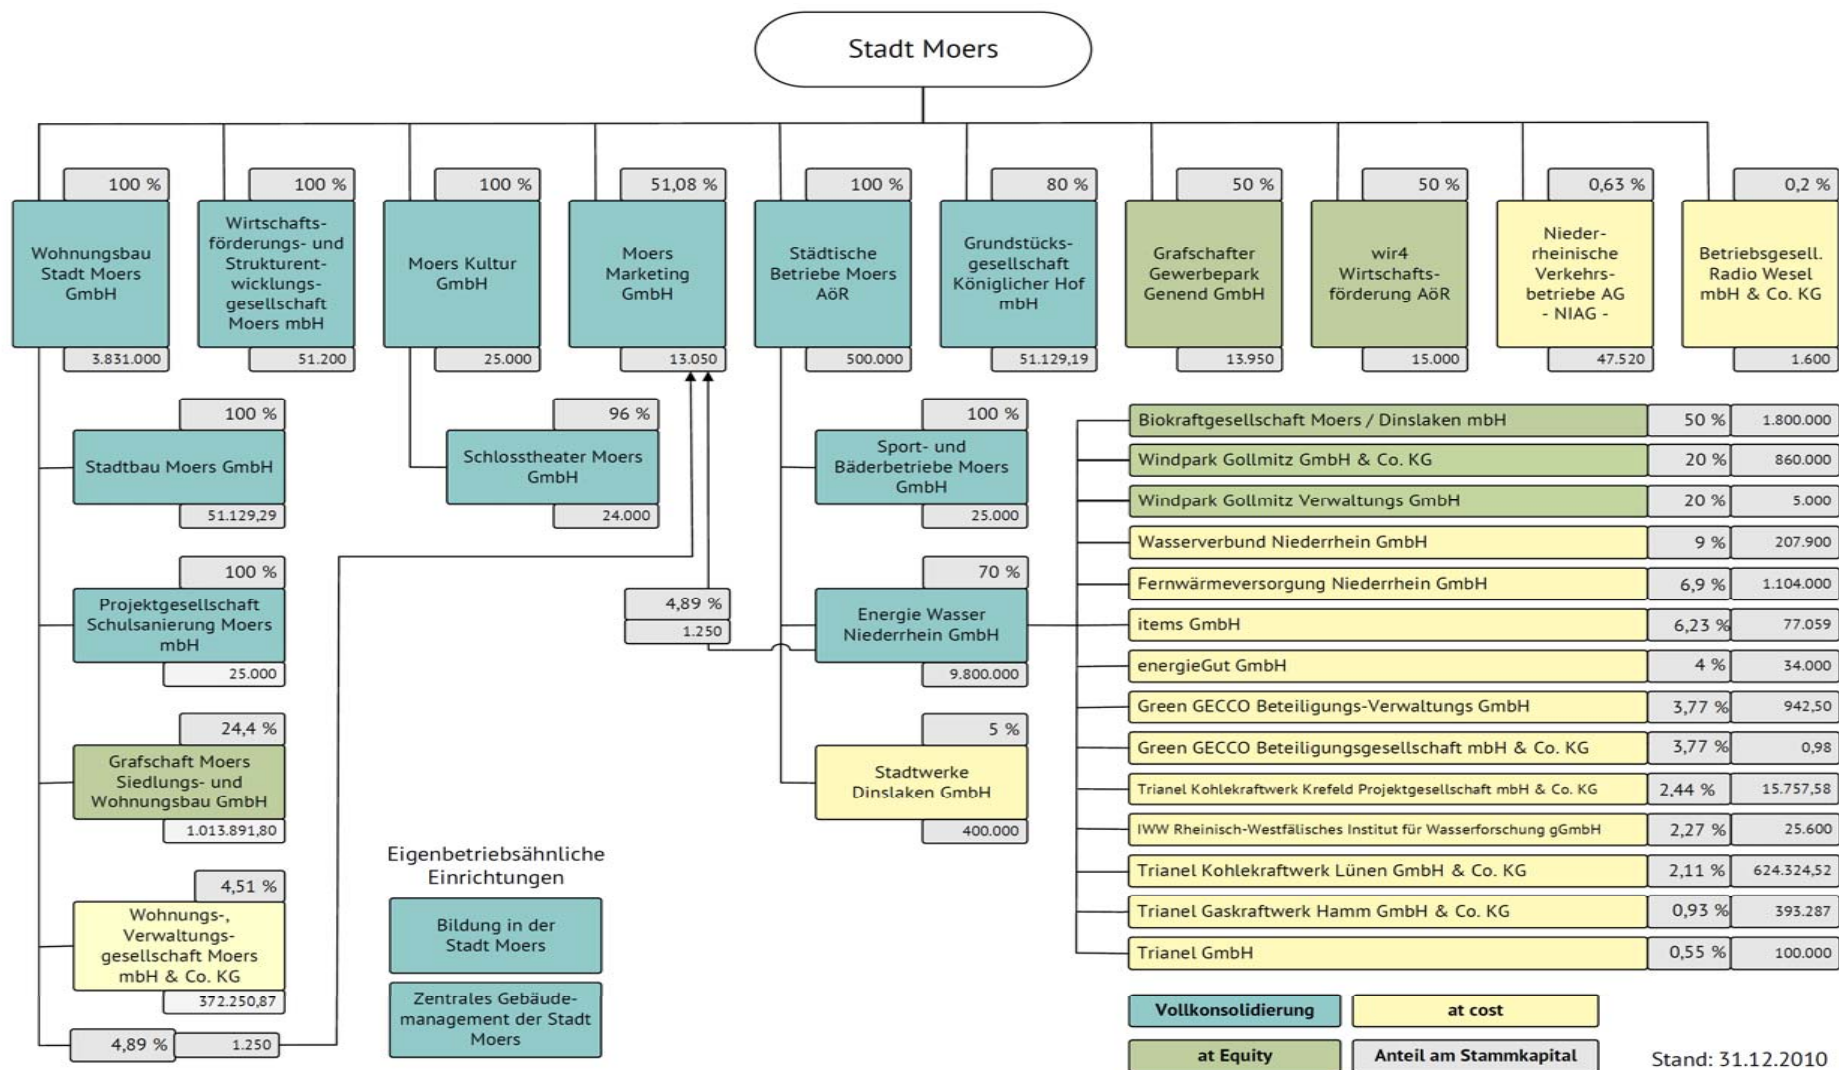 Stadt Moers
100 %
Wohnungsbau
Stadt Moers
GmbH
3.831.000
100 %
Wirtschafts-
förderungs- und
Strukturent-
wicklungs-
gesellschaft
Moers mbH
51.200
100 %
Moers Kultur
GmbH
25.000
51,08 %
Moers
Marketing
GmbH
13.050
100 %
Städtische
Betriebe Moers
AöR
500.000
80 %
Grundstücks-
gesellschaft
Königlicher Hof
mbH
51.129,19
50 %
Grafschafter
Gewerbepark
Genend GmbH
13.950
50 %
wir4
Wirtschafts-
förderung AöR
15.000
0,63 %
Nieder-
rheinische
Verkehrs-
betriebe AG
- NIAG -
47.520
0,2 %
Betriebsgesell.
Radio Wesel
mbH & Co. KG
1.600
100 %
Stadtbau Moers GmbH
51.129,29
100 %
Projektgesellschaft
Schulsanierung Moers
mbH
25.000
24,4 %
Grafschaft Moers
Siedlungs- und
Wohnungsbau GmbH
1.013.891,80
4,51 %
Wohnungs-,
Verwaltungs-
gesellschaft Moers
mbH & Co. KG
372.250,87
4,89 % 1.250
96 %
Schlosstheater Moers
GmbH
24.000
4,89 %
1.250
100 %
Sport- und
Bäderbetriebe Moers
GmbH
25.000
70 %
Energie Wasser
Niederrhein GmbH
9.800.000
5 %
Stadtwerke
Dinslaken GmbH
400.000
Biokraftgesellschaft Moers / Dinslaken mbH 50 % 1.800.000
Windpark Gollmitz GmbH & Co. KG 20 % 860.000
Windpark Gollmitz Verwaltungs GmbH 20 % 5.000
Wasserverbund Niederrhein GmbH 9 % 207.900
Fernwärmeversorgung Niederrhein GmbH 6,9 % 1.104.000
items GmbH 6,23 % 77.059
energieGut GmbH 4 % 34.000
Green GECCO Beteiligungs-Verwaltungs GmbH 3,77 % 942,50
Green GECCO Beteiligungsgesellschaft mbH & Co. KG 3,77 % 0,98
Trianel Kohlekraftwerk Krefeld Projektgesellschaft mbH & Co. KG 2,44 % 15.757,58
IWW Rheinisch-Westfälisches Institut für Wasserforschung gGmbH 2,27 % 25.600
Trianel Kohlekraftwerk Lünen GmbH & Co. KG 2,11 % 624.324,52
Trianel Gaskraftwerk Hamm GmbH & Co. KG 0,93 % 393.287
Trianel GmbH 0,55 % 100.000
Eigenbetriebsähnliche
Einrichtungen
Bildung in der
Stadt Moers
Zentrales Gebäude-
management der Stadt
Moers
Vollkonsolidierung at cost
at Equity Anteil am Stammkapital
Stand: 31.12.2010